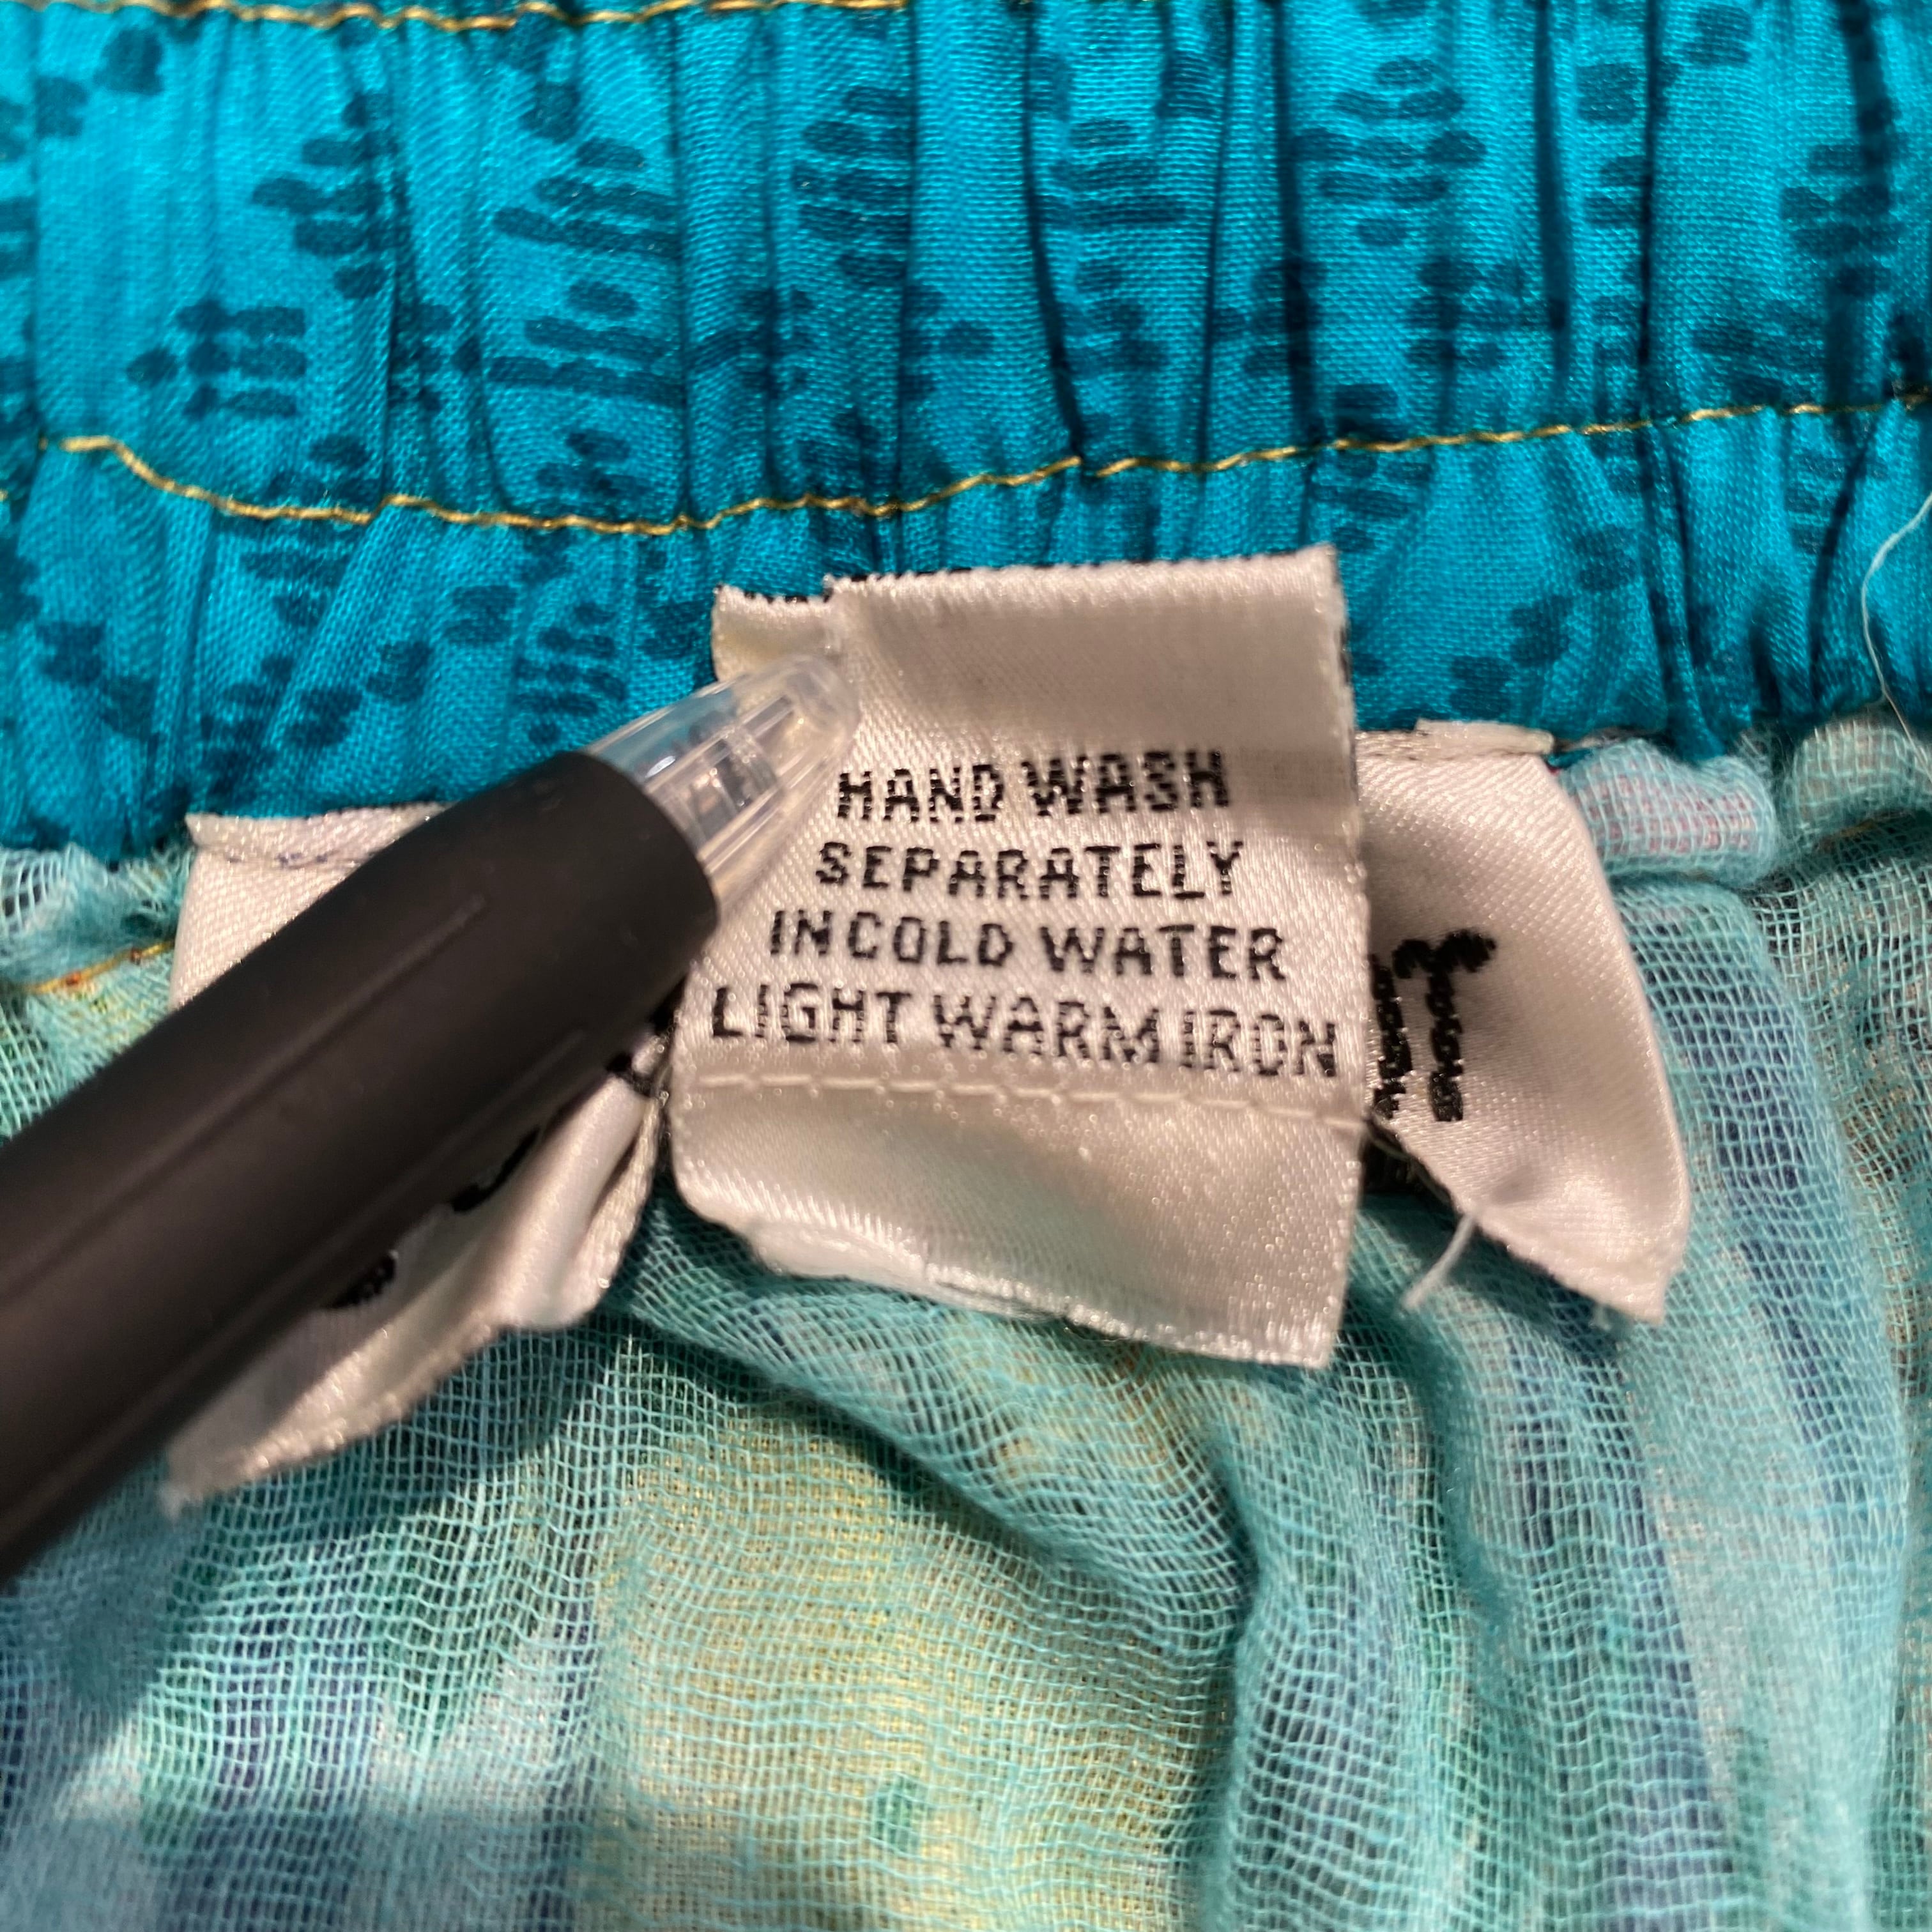 HAND WASH
SEPARATELY
IN COLD WATER
LIGHT WARM IRON